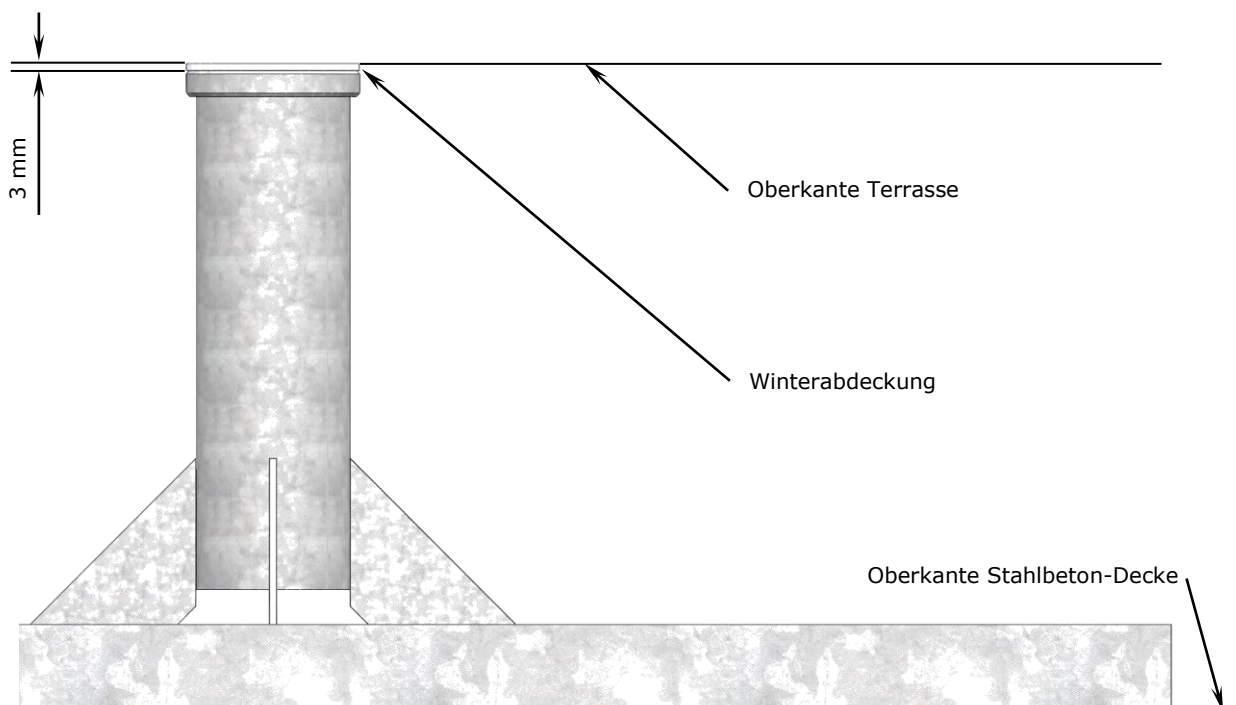 3 mm
Oberkante Terrasse
Winterabdeckung
Oberkante Stahlbeton-Decke